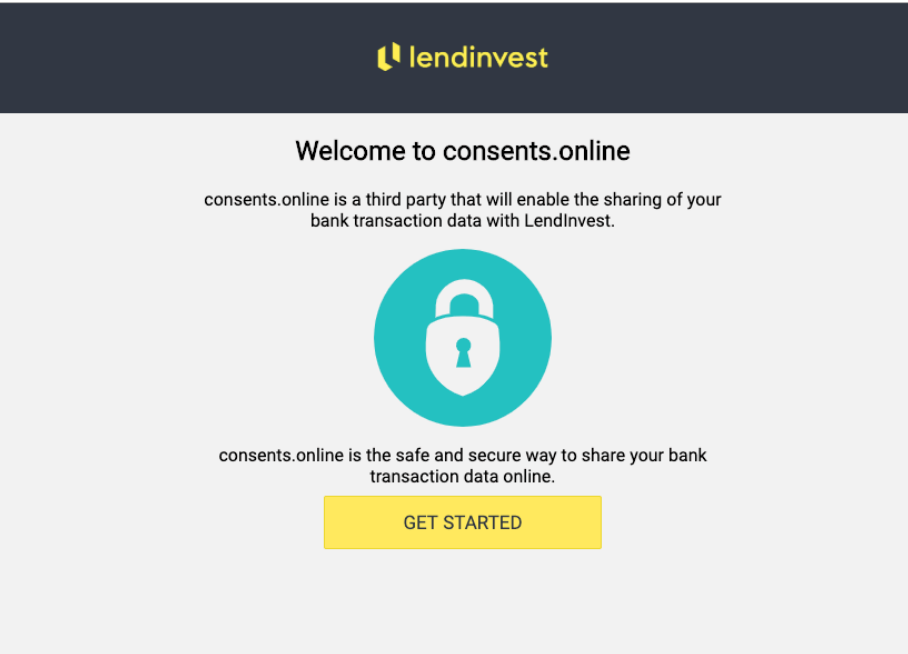 lendinvest
Welcome to consents.online
consents.online is a third party that will enable the sharing of your
bank transaction data with LendInvest.
consents.online is the safe and secure way to share your bank
transaction data online.
GET STARTED